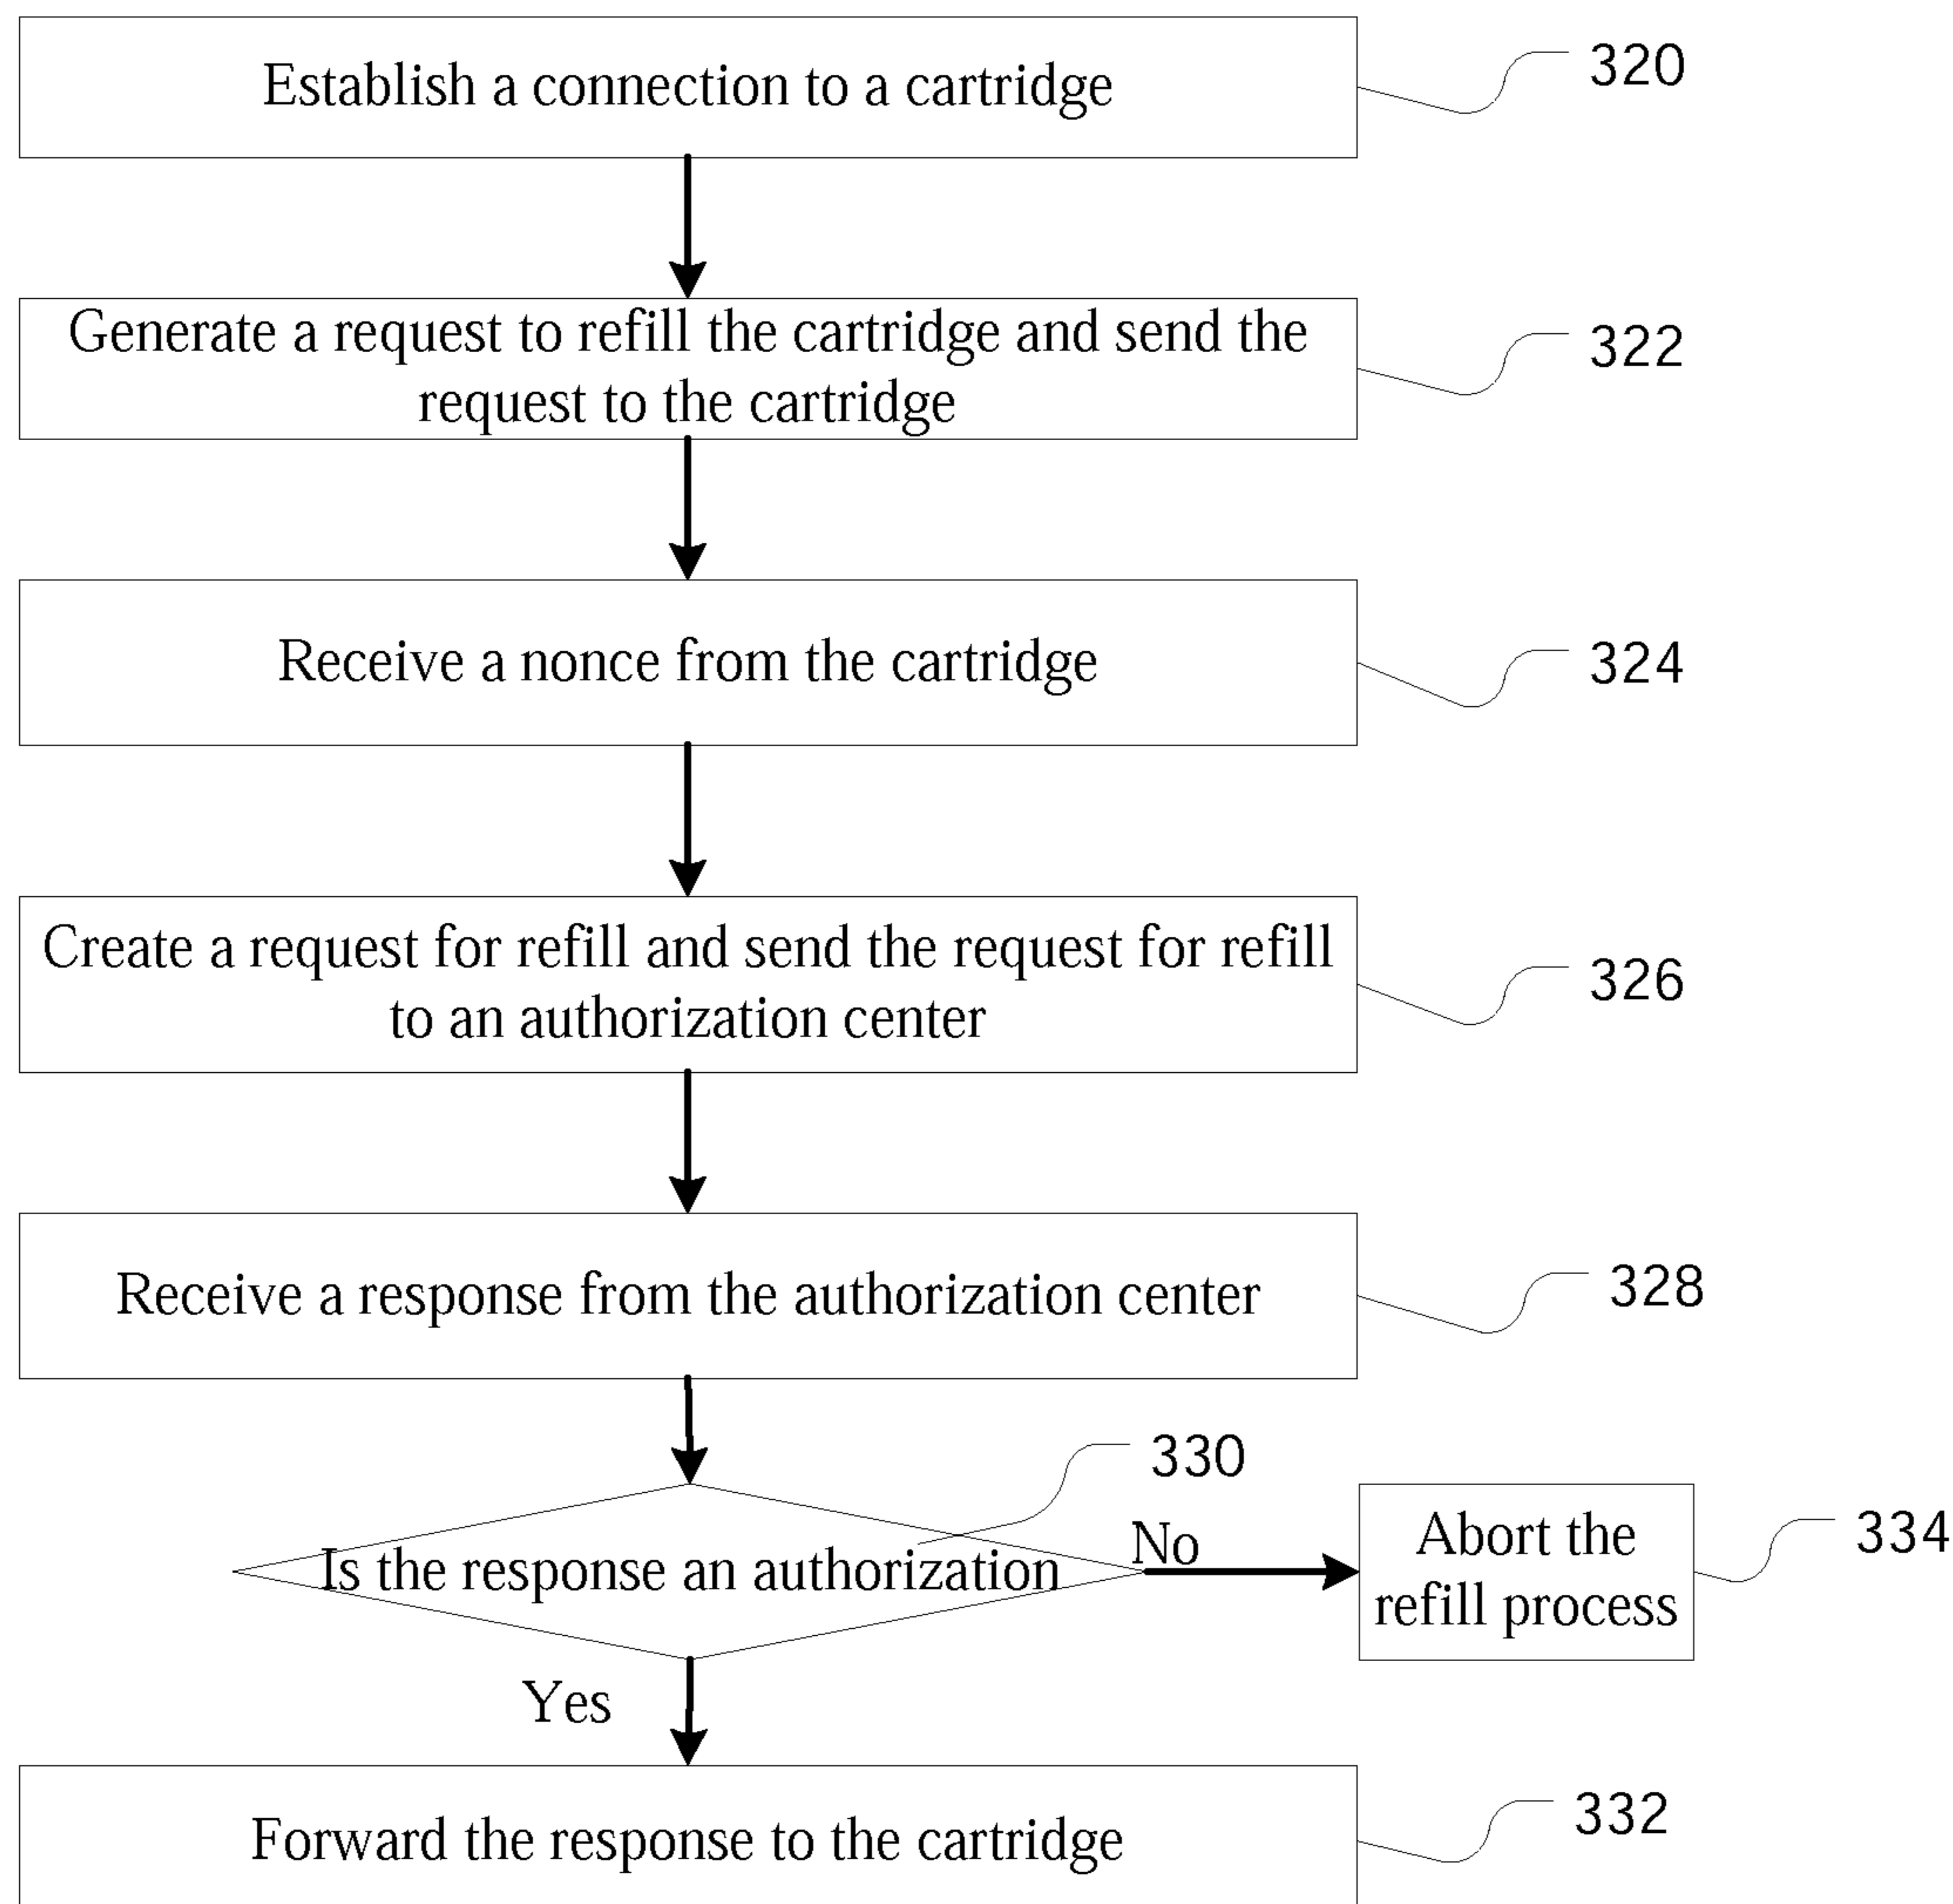 Establish a connection to a cartridge
320
Generate a request to refill the cartridge and send the
request to the cartridge
322
Receive a nonce from the cartridge
324
Create a request for refill and send the request for refill
to an authorization center
326
Receive a response from the authorization center
328
330
Is the response an authorization
No
Abort the
refill process
334
Yes
Forward the response to the cartridge
332